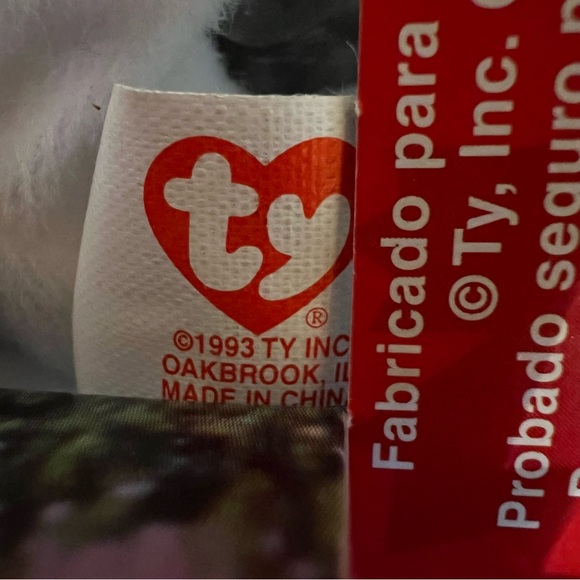 ty
®
©1993 TY INC
OAKBROOK, IL
MADE IN CHINA
Fabricado para
©Ty, Inc.
Probado seguro